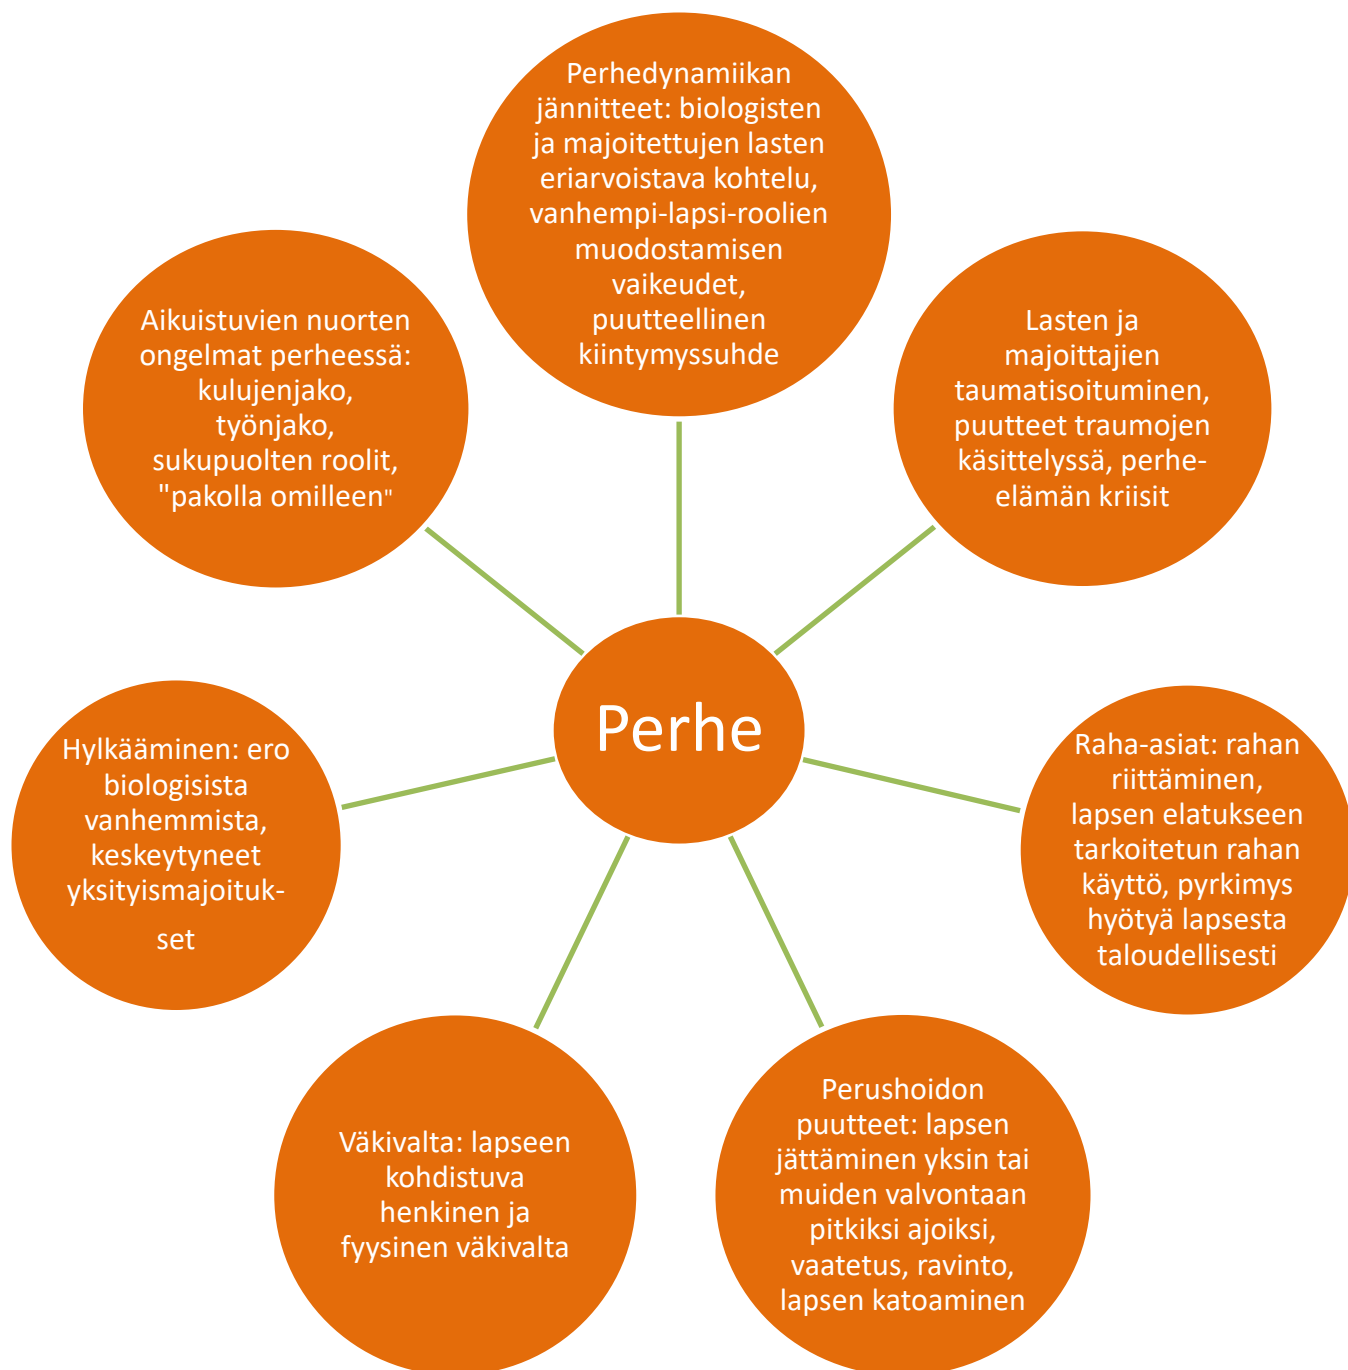 Perhedynamiikan
jännitteet: biologisten
ja majoitettujen lasten
eriarvoistava kohtelu,
vanhempi-lapsi-roolien
muodostamisen
vaikeudet,
puutteellinen
kiintymyssuhde
Lasten ja
majoittajien
taumatisoituminen,
puutteet traumojen
käsittelyssä, perhe-
elämän kriisit
Raha-asiat: rahan
riittäminen,
lapsen elatukseen
tarkoitetun rahan
käyttö, pyrkimys
hyötyä lapsesta
taloudellisesti
Perushoidon
puutteet: lapsen
jättäminen yksin tai
muiden valvontaan
pitkiksi ajoiksi,
vaatetus, ravinto,
lapsen katoaminen
Väkivalta: lapseen
kohdistuva
henkinen ja
fyysinen väkivalta
Hylkääminen: ero
biologisista
vanhemmista,
keskeytyneet
yksityismajoituk-
set
Aikuistuvien nuorten
ongelmat perheessä:
kulujenjako,
työnjako,
sukupuolten roolit,
"pakolla omilleen"
Perhe